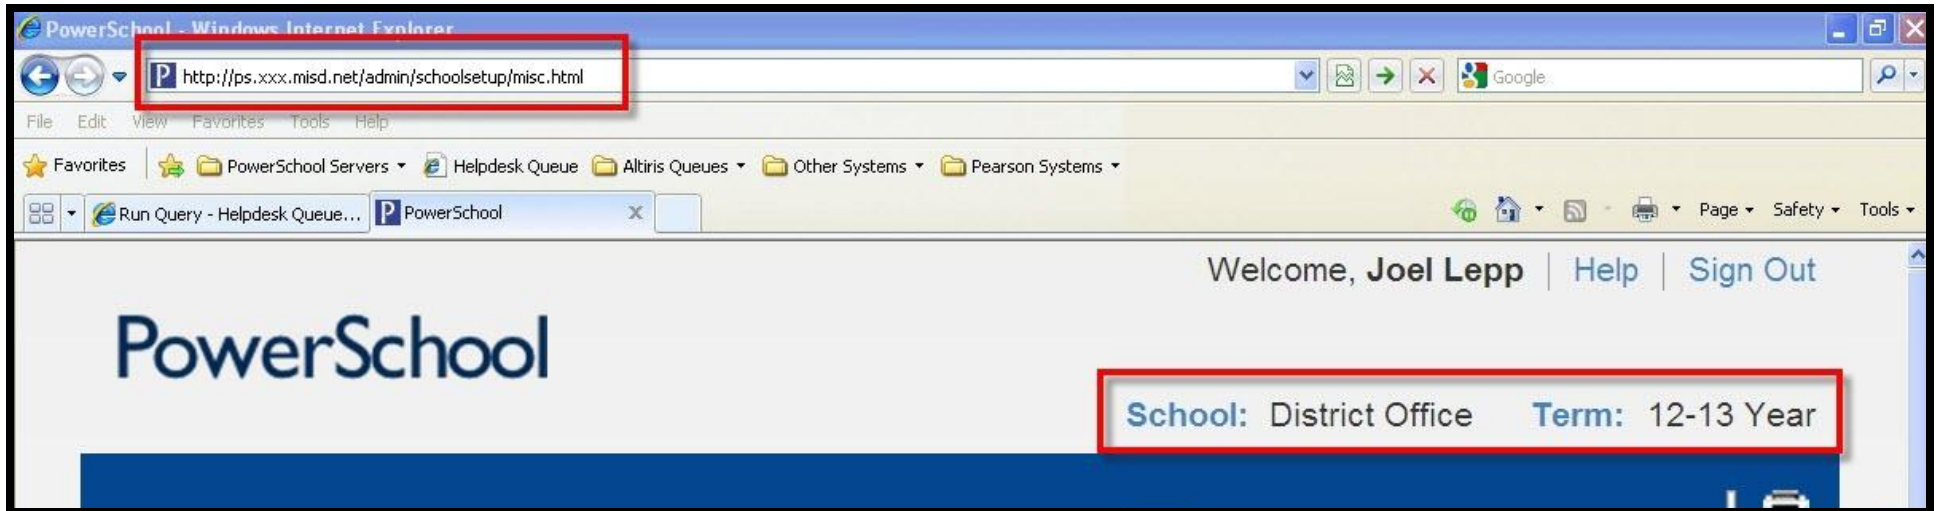 PowerSchool - Windows Internet Explorer
P http://ps.xxx.misd.net/admin/schoolsetup/misc.html Google
File Edit View Favorites Tools Help
Favorites PowerSchool Servers Helpdesk Queue Altiris Queues Other Systems Pearson Systems
Run Query - Helpdesk Queue... P PowerSchool Page Safety Tools
Welcome, Joel Lepp Help Sign Out
PowerSchool
School: District Office Term: 12-13 Year